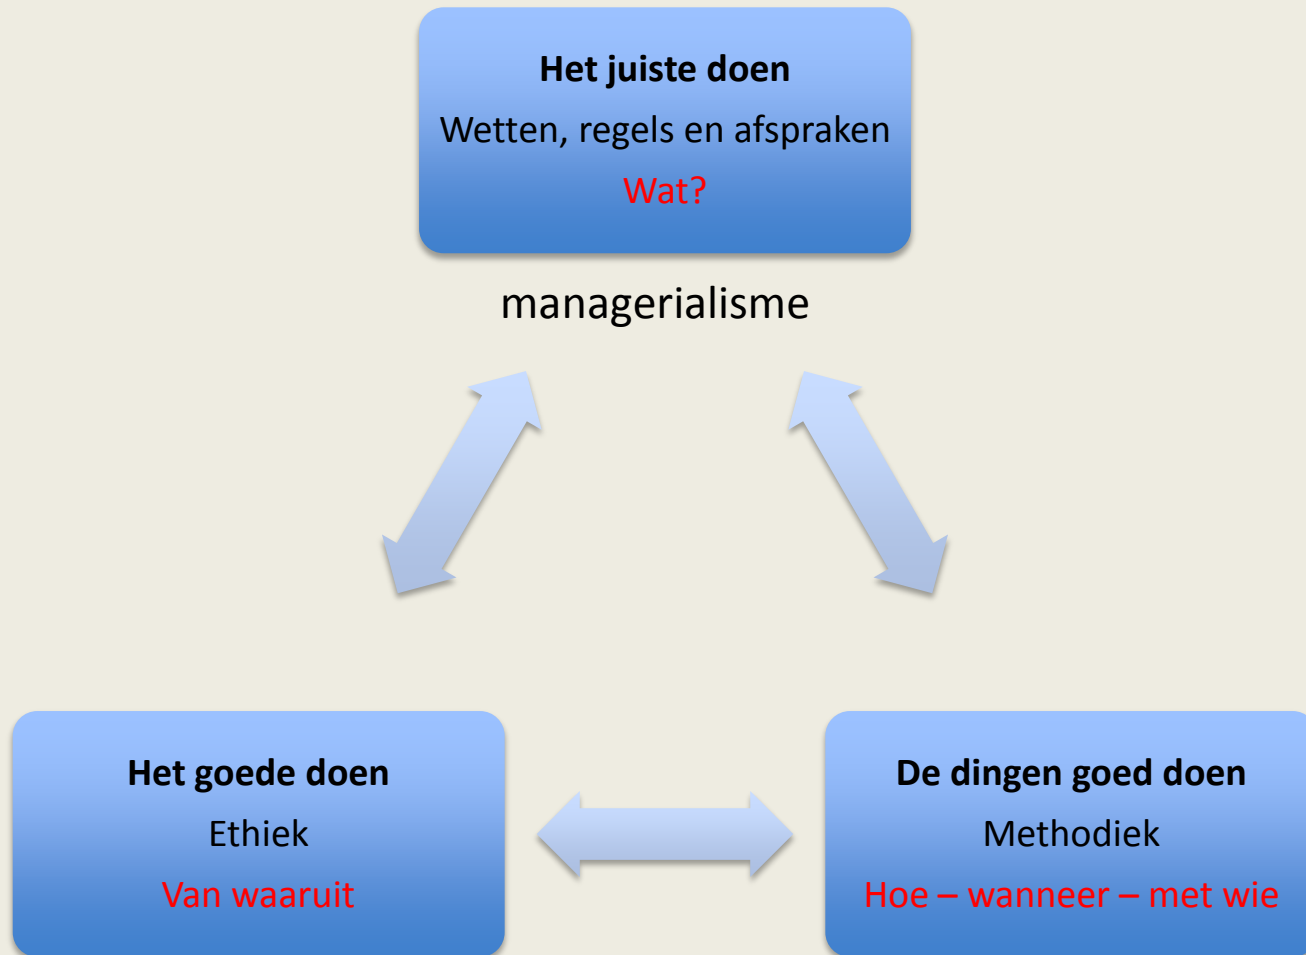 Het juiste doen
Wetten, regels en afspraken
Wat?
managerialisme
Het goede doen
Ethiek
Van waaruit
De dingen goed doen
Methodiek
Hoe – wanneer – met wie